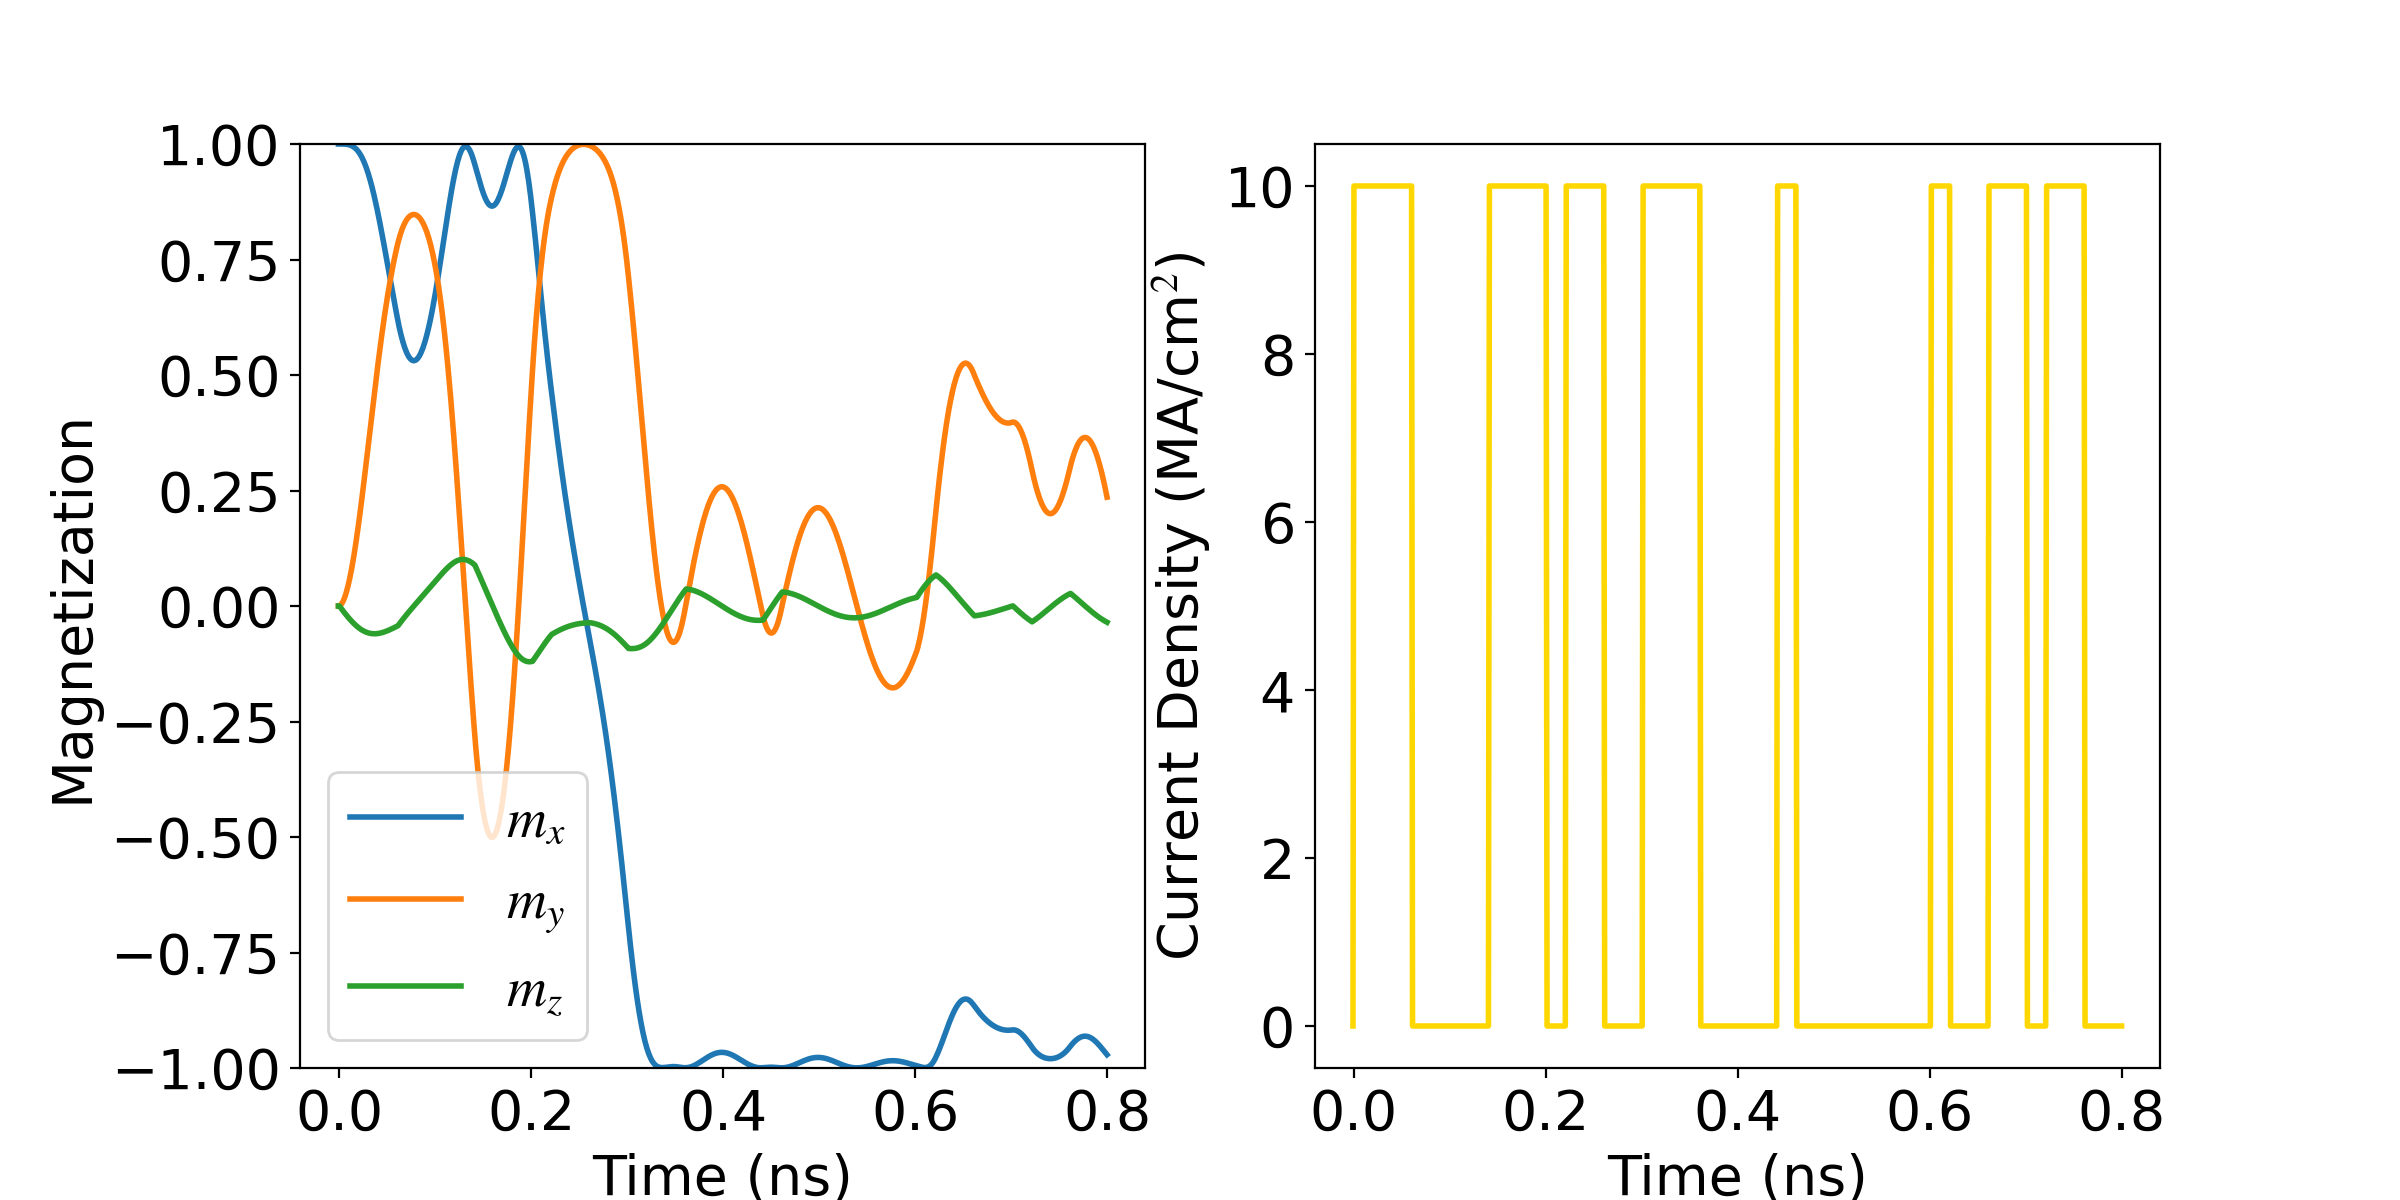 1.00
0.75
0.50
0.25
0.00
−0.25
−0.50
−0.75
−1.00
Magnetization
m_x
m_y
m_z
0.0 0.2 0.4 0.6 0.8
Time (ns)
10
8
6
4
2
0
Current Density (MA/cm²)
0.0 0.2 0.4 0.6 0.8
Time (ns)